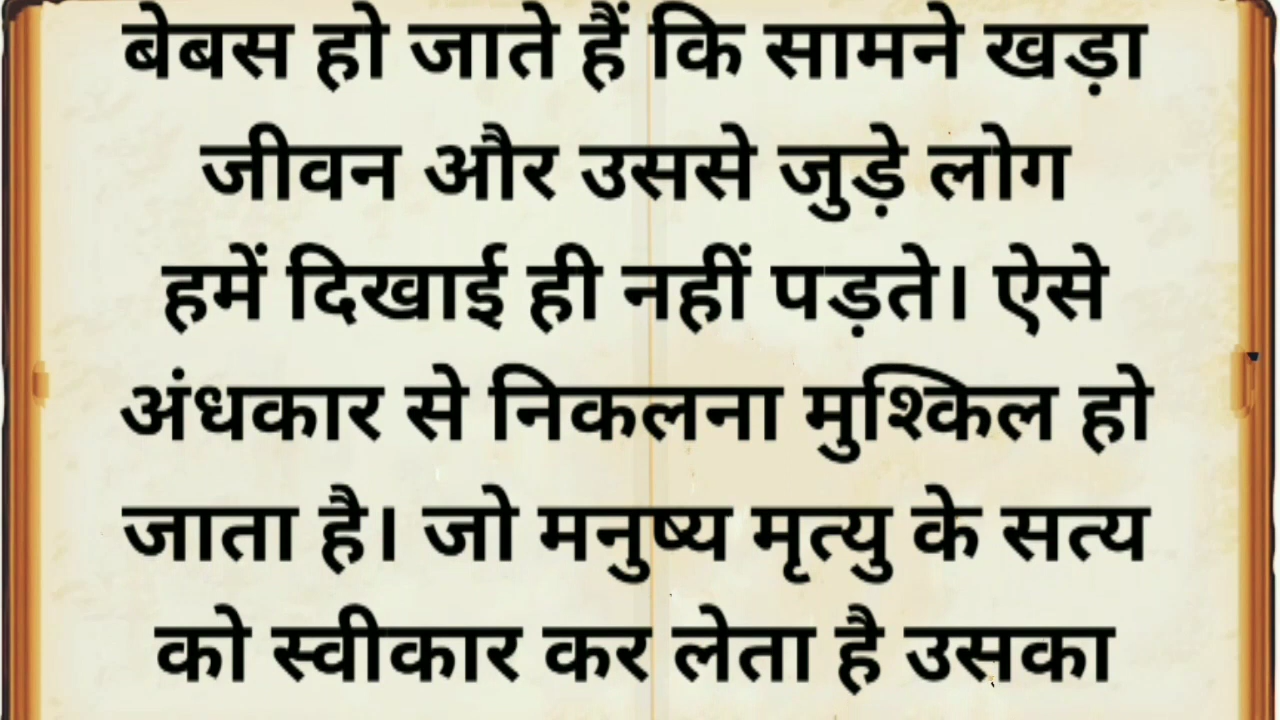 बेबस हो जाते हैं कि सामने खड़ा
जीवन और उससे जुड़े लोग
हमें दिखाई ही नहीं पड़ते। ऐसे
अंधकार से निकलना मुश्किल हो
जाता है। जो मनुष्य मृत्यु के सत्य
को स्वीकार कर लेता है उसका